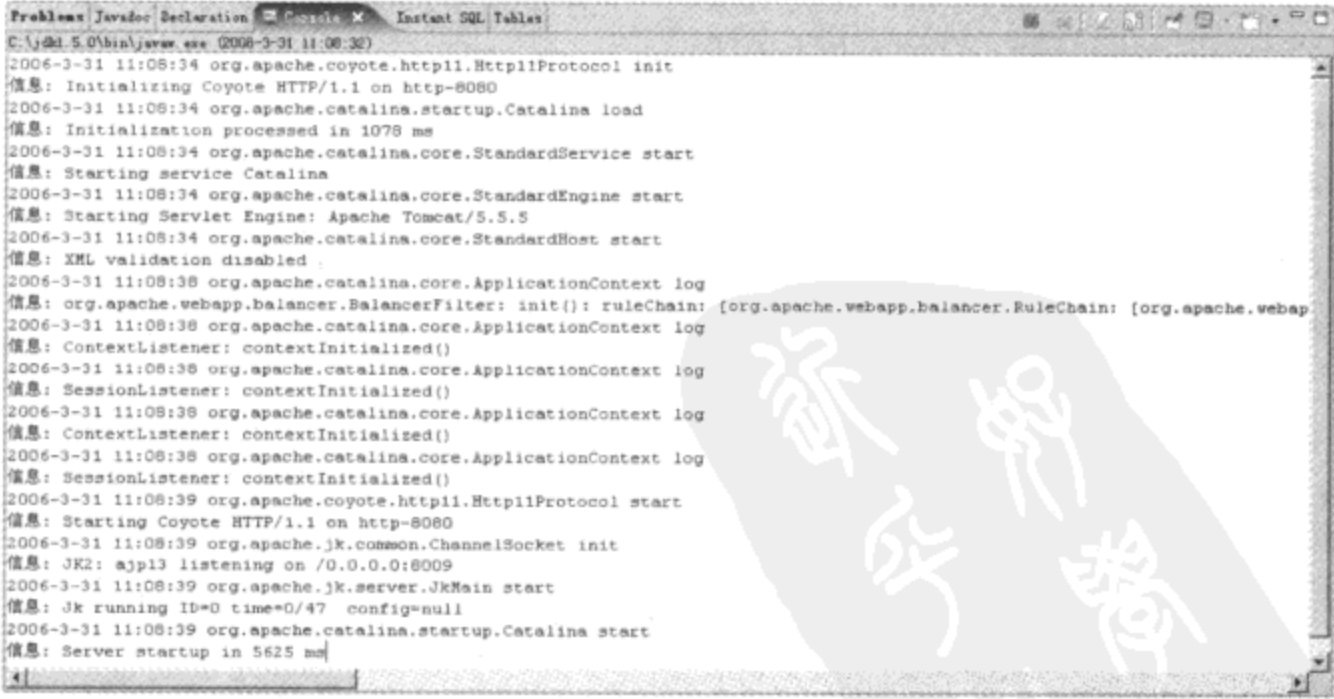 Problems Javadoc Declaration Console Instant SQL Tables
C:\jdk1.5.0\bin\javaw.exe (2006-3-31 11:08:32)
2006-3-31 11:08:34 org.apache.coyote.http11.Http11Protocol init
信息: Initializing Coyote HTTP/1.1 on http-8080
2006-3-31 11:08:34 org.apache.catalina.startup.Catalina load
信息: Initialization processed in 1078 ms
2006-3-31 11:08:34 org.apache.catalina.core.StandardService start
信息: Starting service Catalina
2006-3-31 11:08:34 org.apache.catalina.core.StandardEngine start
信息: Starting Servlet Engine: Apache Tomcat/5.5.5
2006-3-31 11:08:34 org.apache.catalina.core.StandardHost start
信息: XML validation disabled
2006-3-31 11:08:38 org.apache.catalina.core.ApplicationContext log
信息: org.apache.webapp.balancer.BalancerFilter: init(): ruleChain: [org.apache.webapp.balancer.RuleChain: [org.apache.webap
2006-3-31 11:08:38 org.apache.catalina.core.ApplicationContext log
信息: ContextListener: contextInitialized()
2006-3-31 11:08:38 org.apache.catalina.core.ApplicationContext log
信息: SessionListener: contextInitialized()
2006-3-31 11:08:38 org.apache.catalina.core.ApplicationContext log
信息: ContextListener: contextInitialized()
2006-3-31 11:08:38 org.apache.catalina.core.ApplicationContext log
信息: SessionListener: contextInitialized()
2006-3-31 11:08:39 org.apache.coyote.http11.Http11Protocol start
信息: Starting Coyote HTTP/1.1 on http-8080
2006-3-31 11:08:39 org.apache.jk.common.ChannelSocket init
信息: JK2: ajp13 listening on /0.0.0.0:8009
2006-3-31 11:08:39 org.apache.jk.server.JkMain start
信息: Jk running ID=0 time=0/47  config=null
2006-3-31 11:08:39 org.apache.catalina.startup.Catalina start
信息: Server startup in 5625 ms